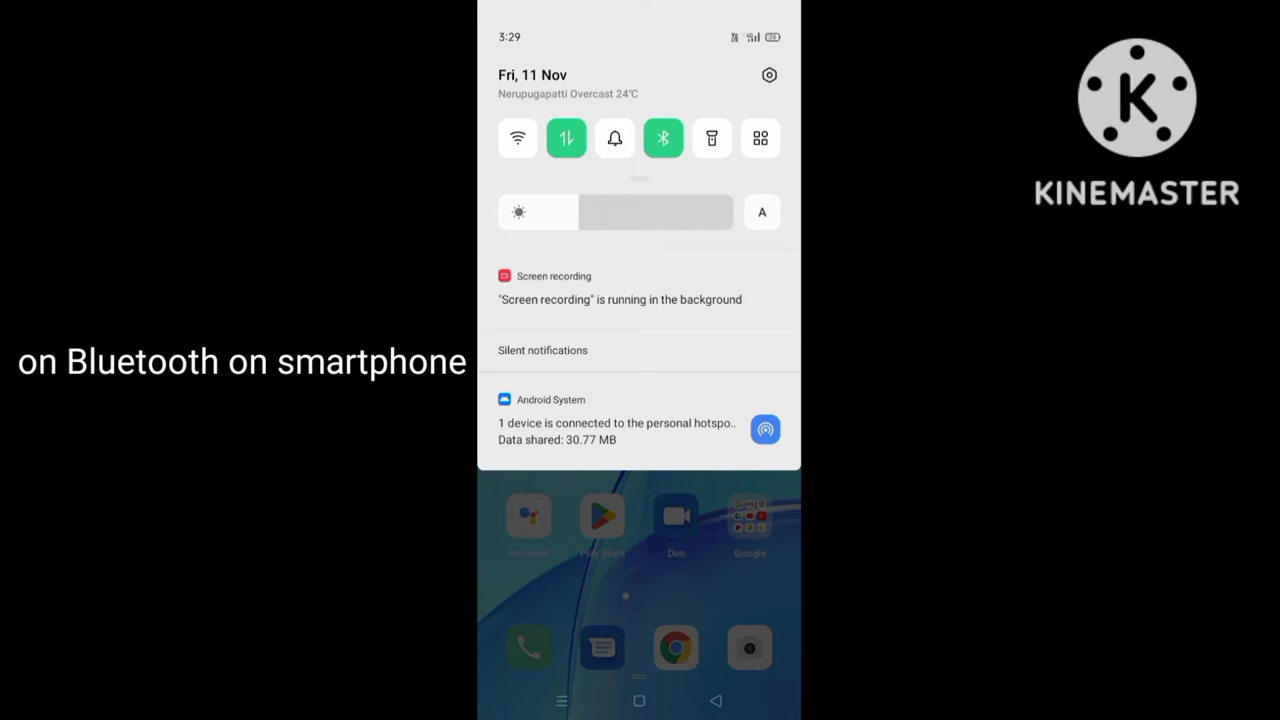 3:29
Fri, 11 Nov
Nerupugapatti Overcast 24°C
A
Screen recording
"Screen recording" is running in the background
Silent notifications
Android System
1 device is connected to the personal hotspo..
Data shared: 30.77 MB
Play Store
Duo
Google
on Bluetooth on smartphone
K
KINEMASTER